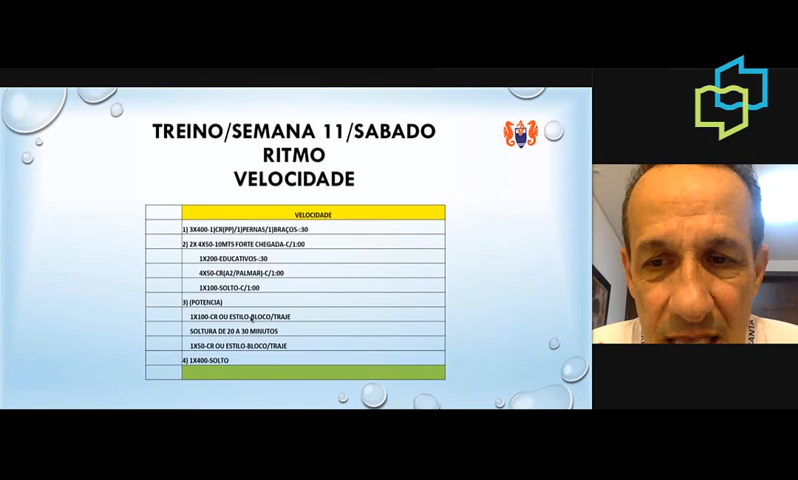 TREINO/SEMANA 11/SABADO
RITMO
VELOCIDADE
VELOCIDADE
1) 3X400-1)CR(PP)/1)PERNAS/1)BRAÇOS-:30
2) 2X 4X50-10MTS FORTE CHEGADA-C/1:00
1X200-EDUCATIVOS-:30
4X50-CR(A2/PALMAR)-C/1:00
1X100-SOLTO-C/1:00
3) (POTENCIA)
1X100-CR OU ESTILO-BLOCO/TRAJE
SOLTURA DE 20 A 30 MINUTOS
1X50-CR OU ESTILO-BLOCO/TRAJE
4) 1X400-SOLTO